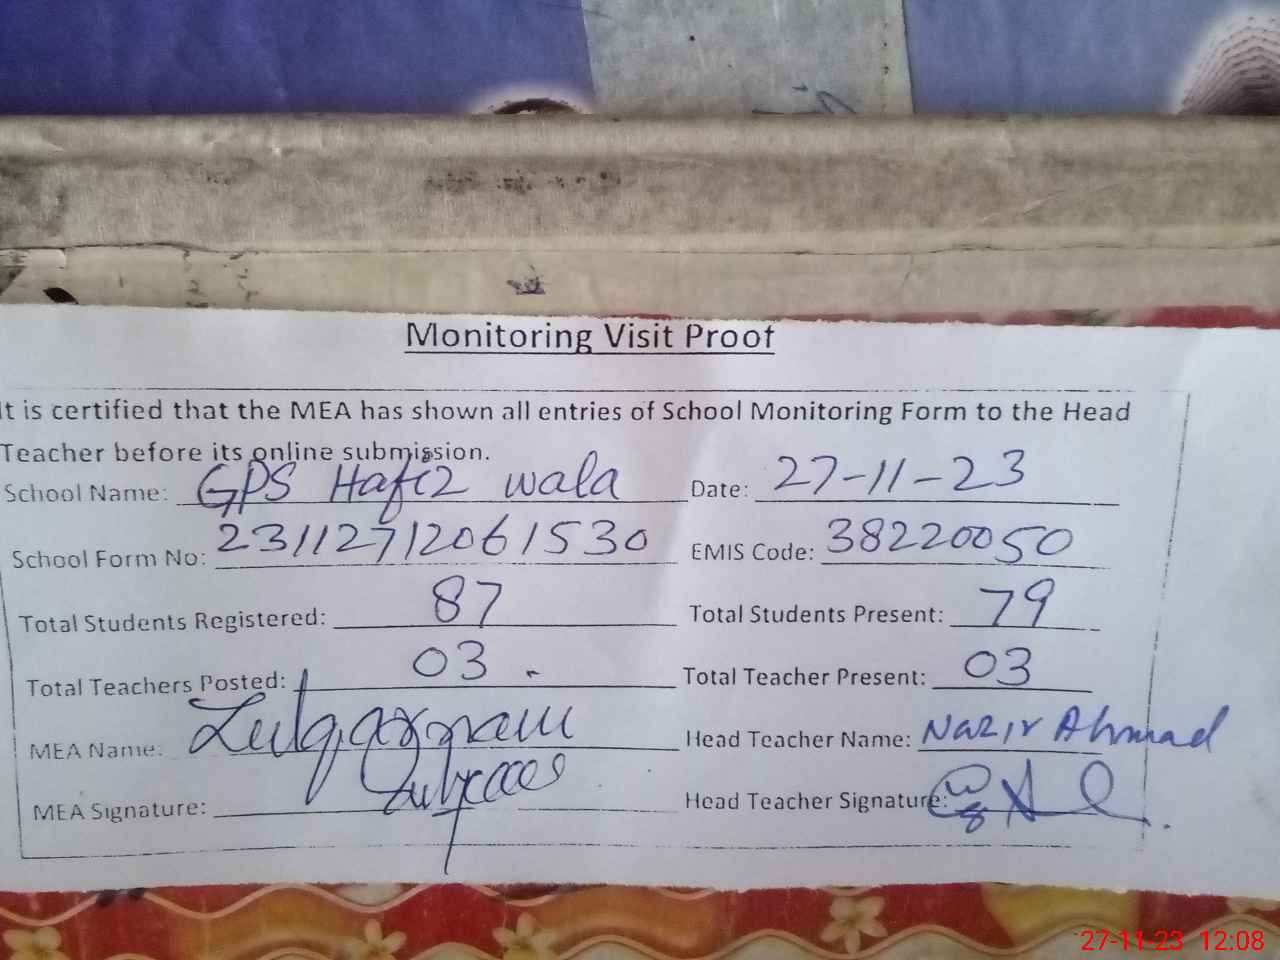 Monitoring Visit Proof
It is certified that the MEA has shown all entries of School Monitoring Form to the Head
Teacher before its online submission.
School Name: GPS Hafiz wala Date: 27-11-23
School Form No: 231127112061530 EMIS Code: 38220050
Total Students Registered: 87 Total Students Present: 79
Total Teachers Posted: 03 Total Teacher Present: 03
MEA Name: Head Teacher Name: Nazir Ahmad
MEA Signature: Head Teacher Signature:
27-11-23 12:08